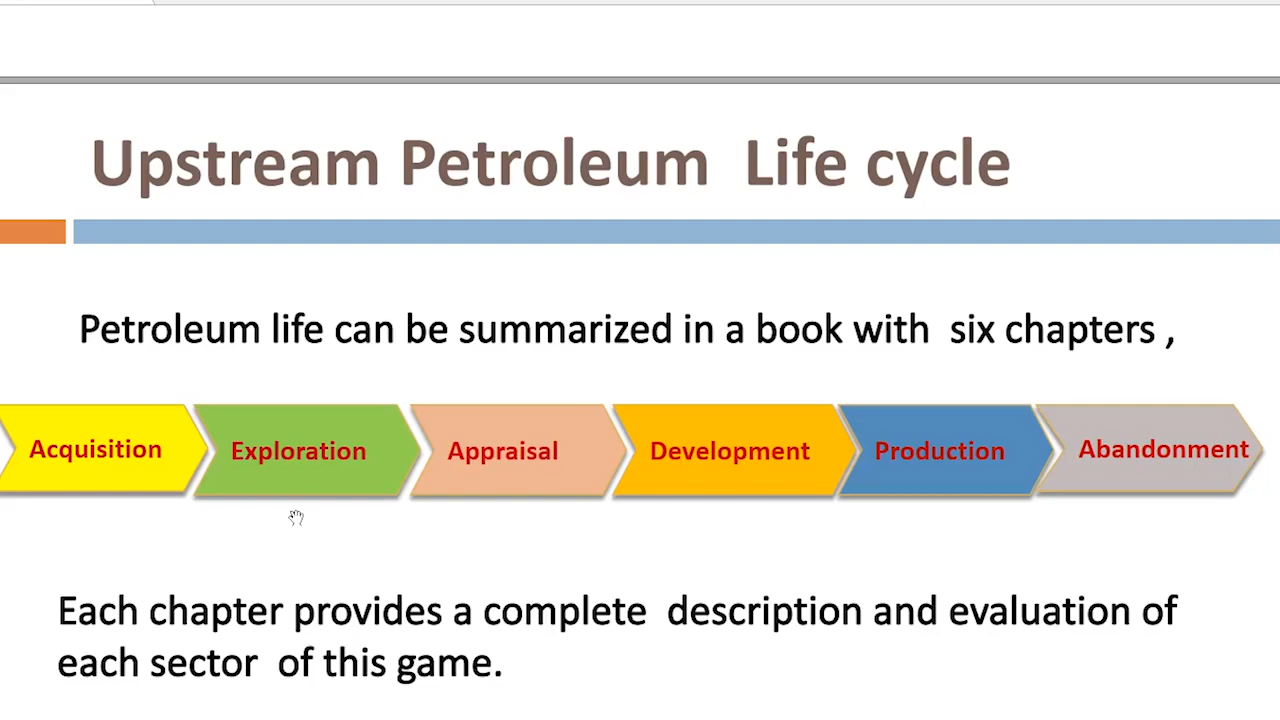 Upstream Petroleum Life cycle
Petroleum life can be summarized in a book with six chapters ,
Acquisition Exploration Appraisal Development Production Abandonment
Each chapter provides a complete description and evaluation of
each sector of this game.